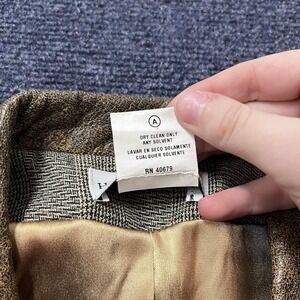 A
DRY CLEAN ONLY
ANY SOLVENT
LAVAR EN SECO SOLAMENTE
CUALQUIER SOLVENTE
RN 40679